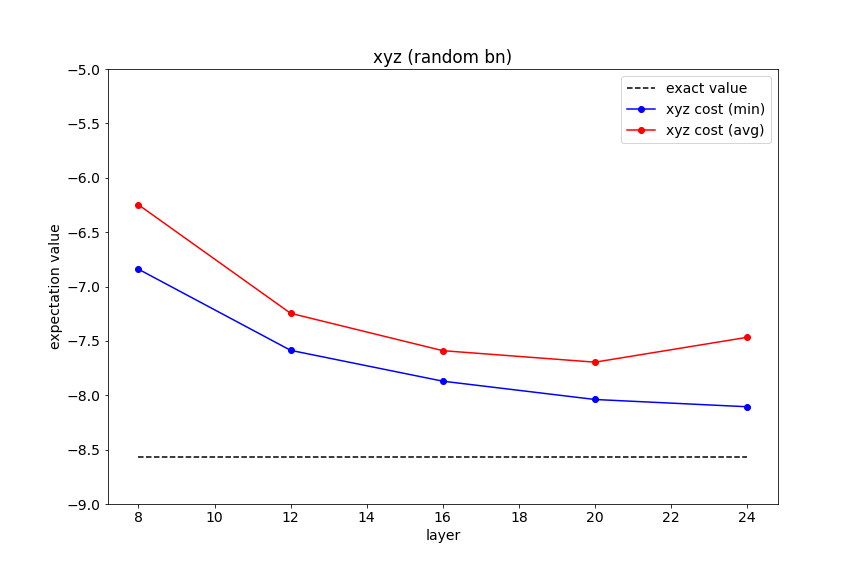 xyz (random bn)
exact value
xyz cost (min)
xyz cost (avg)
expectation value
−5.0
−5.5
−6.0
−6.5
−7.0
−7.5
−8.0
−8.5
−9.0
8 10 12 14 16 18 20 22 24
layer